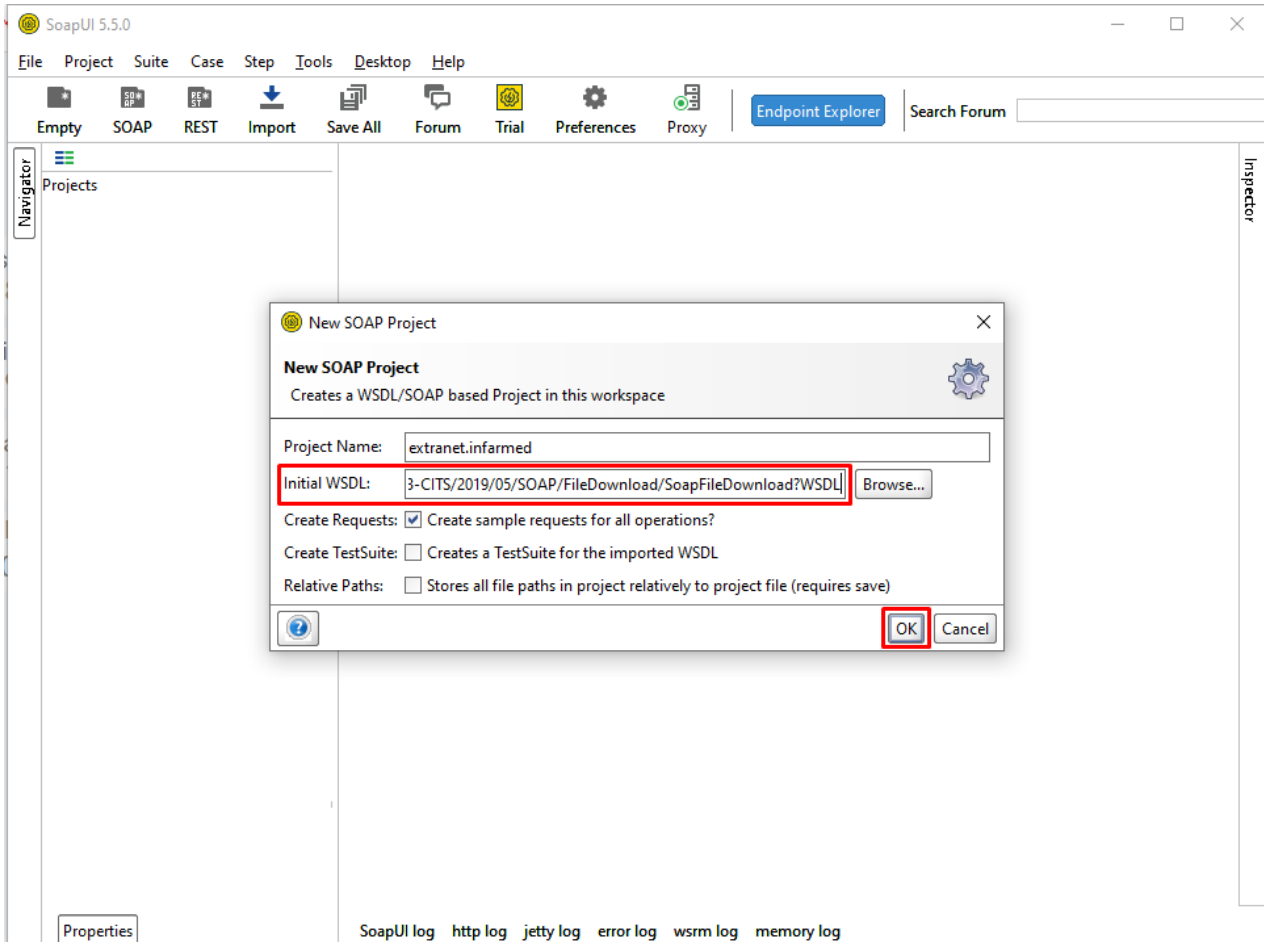 SoapUI 5.5.0
File Project Suite Case Step Tools Desktop Help
Empty SOAP REST Import Save All Forum Trial Preferences Proxy Endpoint Explorer Search Forum
Navigator
Projects
Inspector
New SOAP Project
New SOAP Project
Creates a WSDL/SOAP based Project in this workspace
Project Name: extranet.infarmed
Initial WSDL: 3-CITS/2019/05/SOAP/FileDownload/SoapFileDownload?WSDL Browse...
Create Requests: Create sample requests for all operations?
Create TestSuite: Creates a TestSuite for the imported WSDL
Relative Paths: Stores all file paths in project relatively to project file (requires save)
OK Cancel
Properties
SoapUI log http log jetty log error log wsrm log memory log